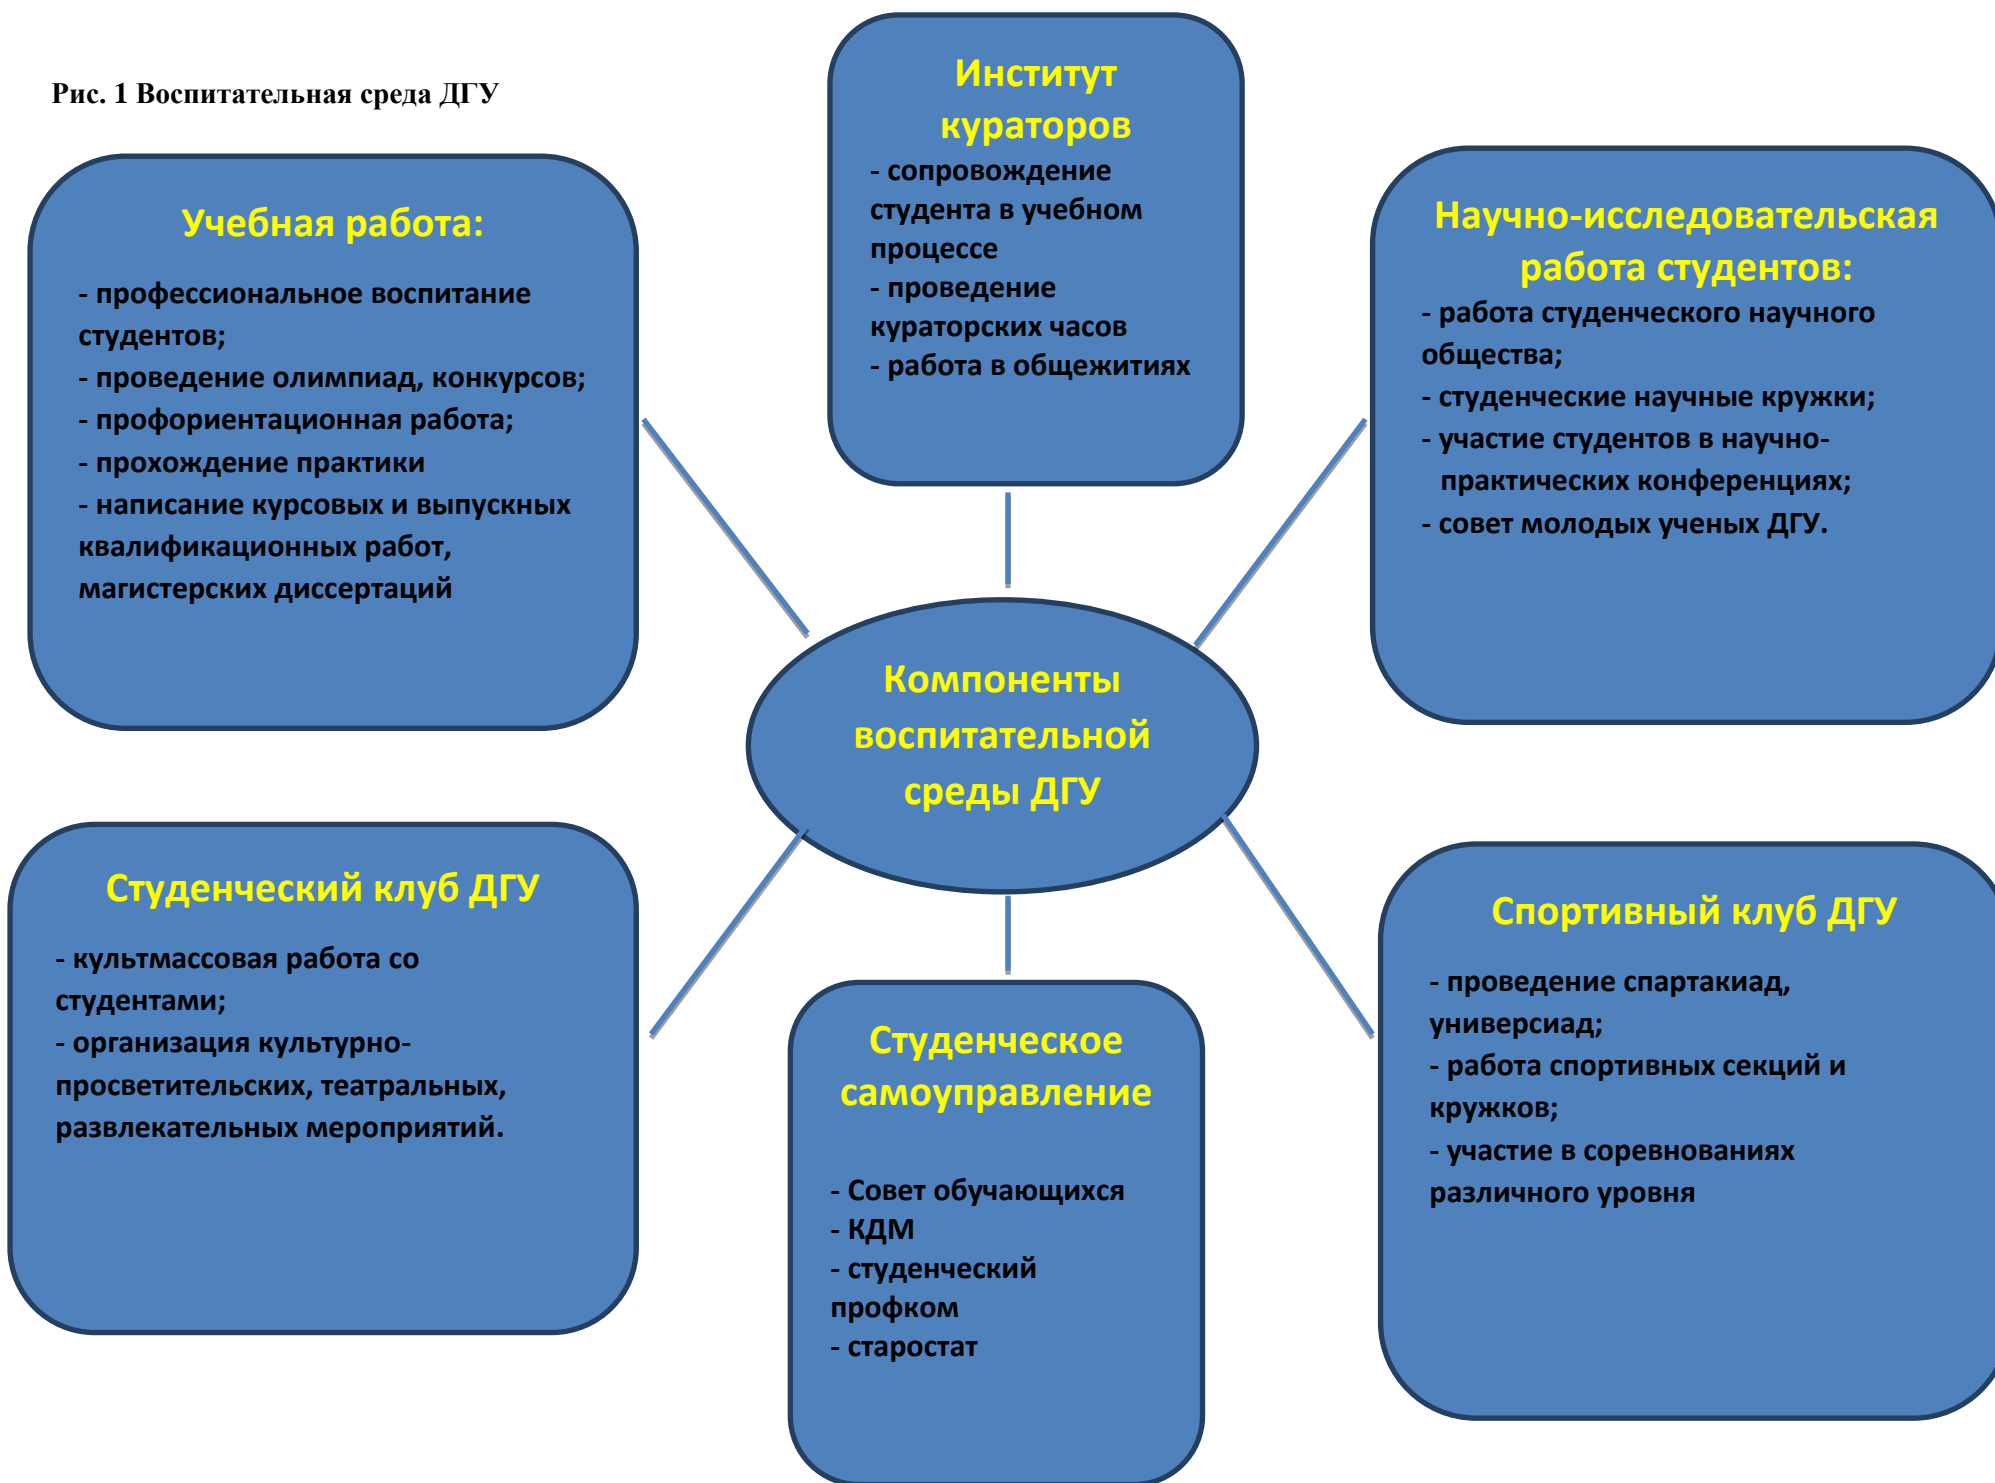 Рис. 1 Воспитательная среда ДГУ
Учебная работа:
- профессиональное воспитание
студентов;
- проведение олимпиад, конкурсов;
- профориентационная работа;
- прохождение практики
- написание курсовых и выпускных
квалификационных работ,
магистерских диссертаций
Институт
кураторов
- сопровождение
студента в учебном
процессе
- проведение
кураторских часов
- работа в общежитиях
Научно-исследовательская
работа студентов:
- работа студенческого научного
общества;
- студенческие научные кружки;
- участие студентов в научно-
практических конференциях;
- совет молодых ученых ДГУ.
Компоненты
воспитательной
среды ДГУ
Студенческий клуб ДГУ
- культмассовая работа со
студентами;
- организация культурно-
просветительских, театральных,
развлекательных мероприятий.
Студенческое
самоуправление
- Совет обучающихся
- КДМ
- студенческий
профком
- старостат
Спортивный клуб ДГУ
- проведение спартакиад,
универсиад;
- работа спортивных секций и
кружков;
- участие в соревнованиях
различного уровня